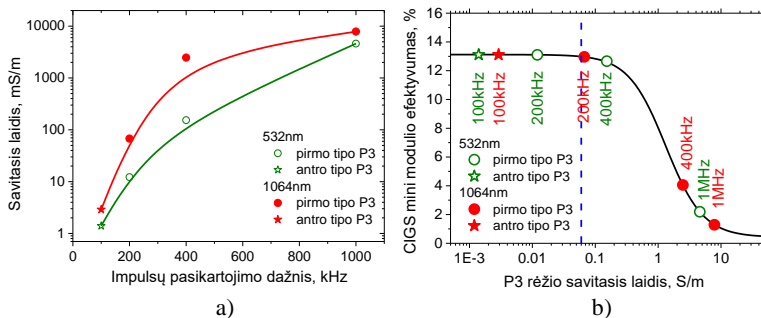 10000
1000
100
10
1
0
200
400
600
800
1000
Savitasis laidis, mS/m
Impulsų pasikartojimo dažnis, kHz
532nm
pirmo tipo P3
antro tipo P3
1064nm
pirmo tipo P3
antro tipo P3
a)
16
14
12
10
8
6
4
2
0
1E-3
0.01
0.1
1
10
CIGS mini modulio efektyvumas, %
P3 rėžio savitasis laidis, S/m
100kHz
100kHz
200kHz
200kHz
400kHz
400kHz
1MHz
1MHz
532nm
pirmo tipo P3
antro tipo P3
1064nm
pirmo tipo P3
antro tipo P3
b)